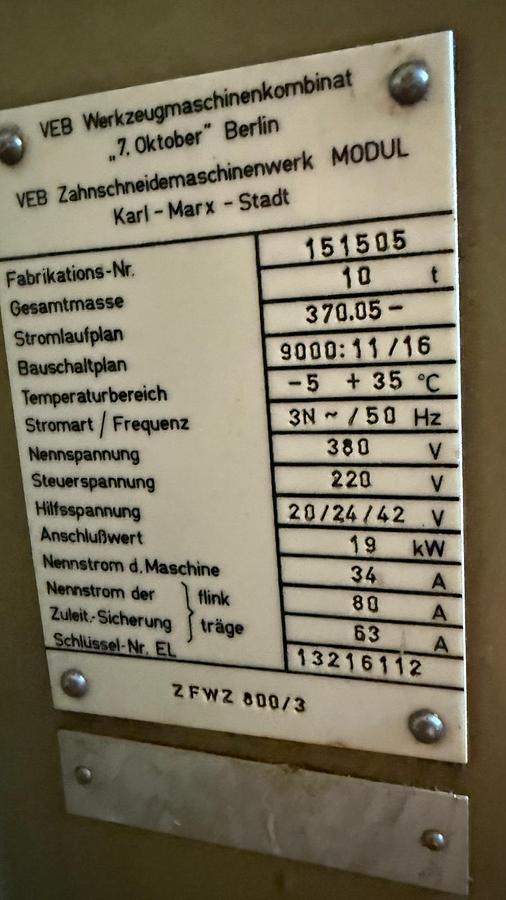 VEB Werkzeugmaschinenkombinat
„7. Oktober" Berlin
VEB Zahnschneidemaschinenwerk MODUL
Karl-Marx-Stadt
Fabrikations-Nr. 151505
Gesamtmasse 10 t
Stromlaufplan 370.05-
Bauschaltplan 9000:11/16
Temperaturbereich -5 +35 °C
Stromart / Frequenz 3N~/50 Hz
Nennspannung 380 V
Steuerspannung 220 V
Hilfsspannung 20/24/42 V
Anschlußwert 19 kW
Nennstrom d. Maschine 34 A
Nennstrom der } flink 80 A
Zuleit.-Sicherung } träge 63 A
Schlüssel-Nr. EL 13216112
ZFWZ 800/3